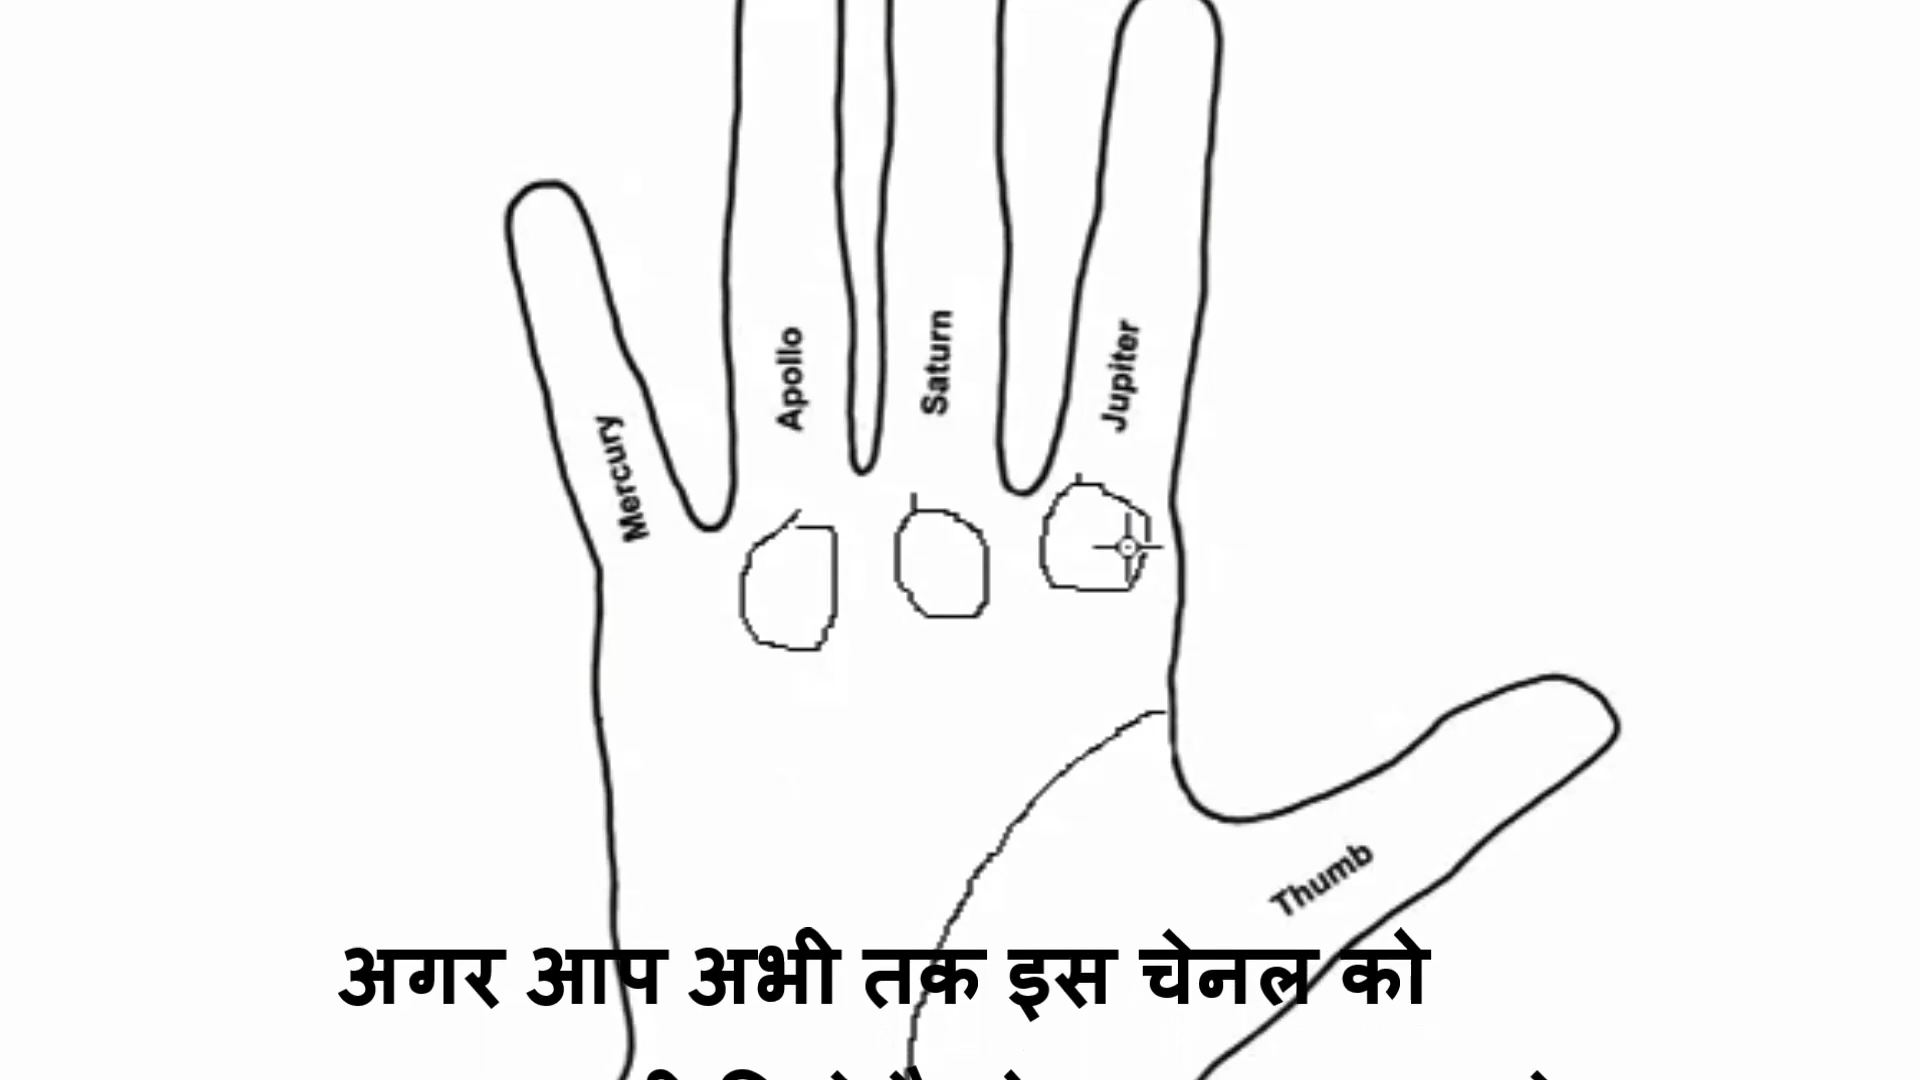 Mercury
Apollo
Saturn
Jupiter
Thumb
अगर आप अभी तक इस चेनल को